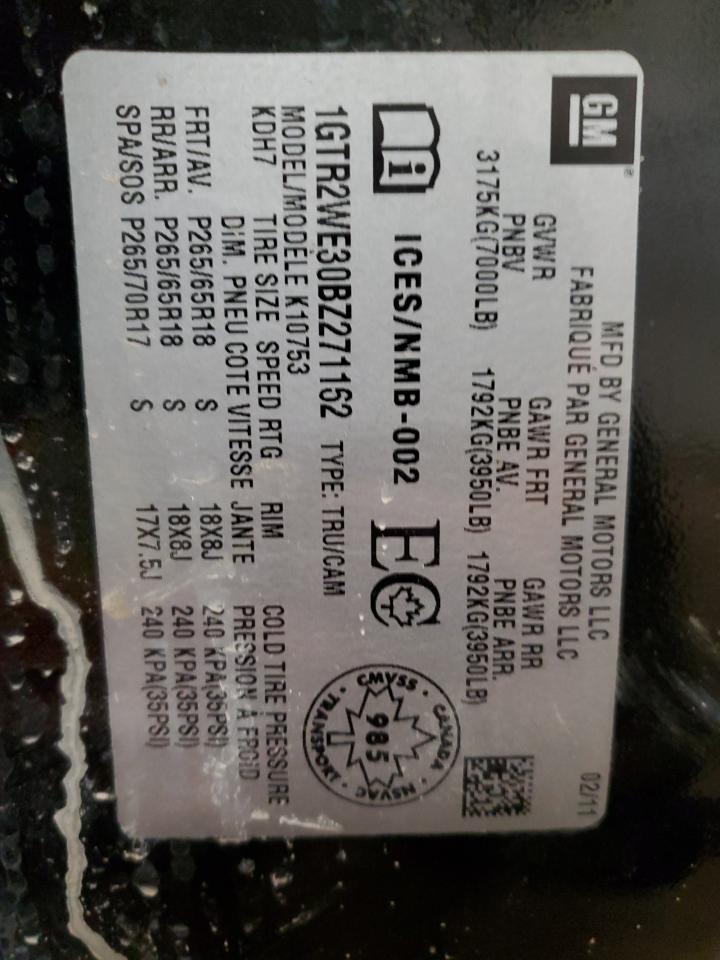 GM
®
MFD BY GENERAL MOTORS LLC 02/11
FABRIQUÉ PAR GENERAL MOTORS LLC
GVWR GAWR FRT GAWR RR
PNBV PNBE AV. PNBE ARR.
3175KG(7000LB) 1792KG(3950LB) 1792KG(3950LB)
i ICES/NMB-002 EC
CMVSS · CANADA · NSVAC · TRANSPORT ·
985
1GTR2WE30BZ271162 TYPE: TRU/CAM
MODEL/MODÈLE K10753
KDH7 TIRE SIZE SPEED RTG RIM COLD TIRE PRESSURE
DIM. PNEU COTE VITESSE JANTE PRESSION À FROID
FRT/AV. P265/65R18 S 18X8J 240 KPA(35PSI)
RR/ARR. P265/65R18 S 18X8J 240 KPA(35PSI)
SPA/SOS P265/70R17 S 17X7.5J 240 KPA(35PSI)